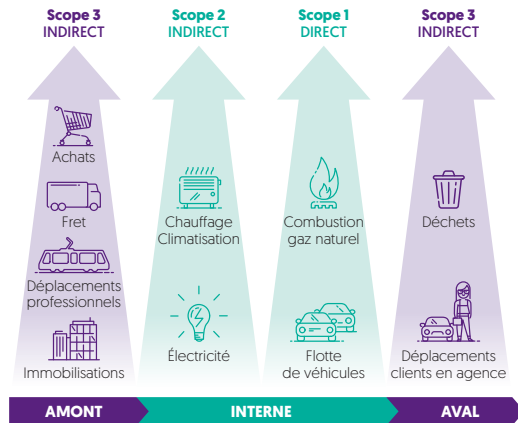 Scope 3
INDIRECT
Achats
Fret
Déplacements
professionnels
Immobilisations
Scope 2
INDIRECT
Chauffage
Climatisation
Électricité
Scope 1
DIRECT
Combustion
gaz naturel
Flotte
de véhicules
Scope 3
INDIRECT
Déchets
Déplacements
clients en agence
AMONT
INTERNE
AVAL